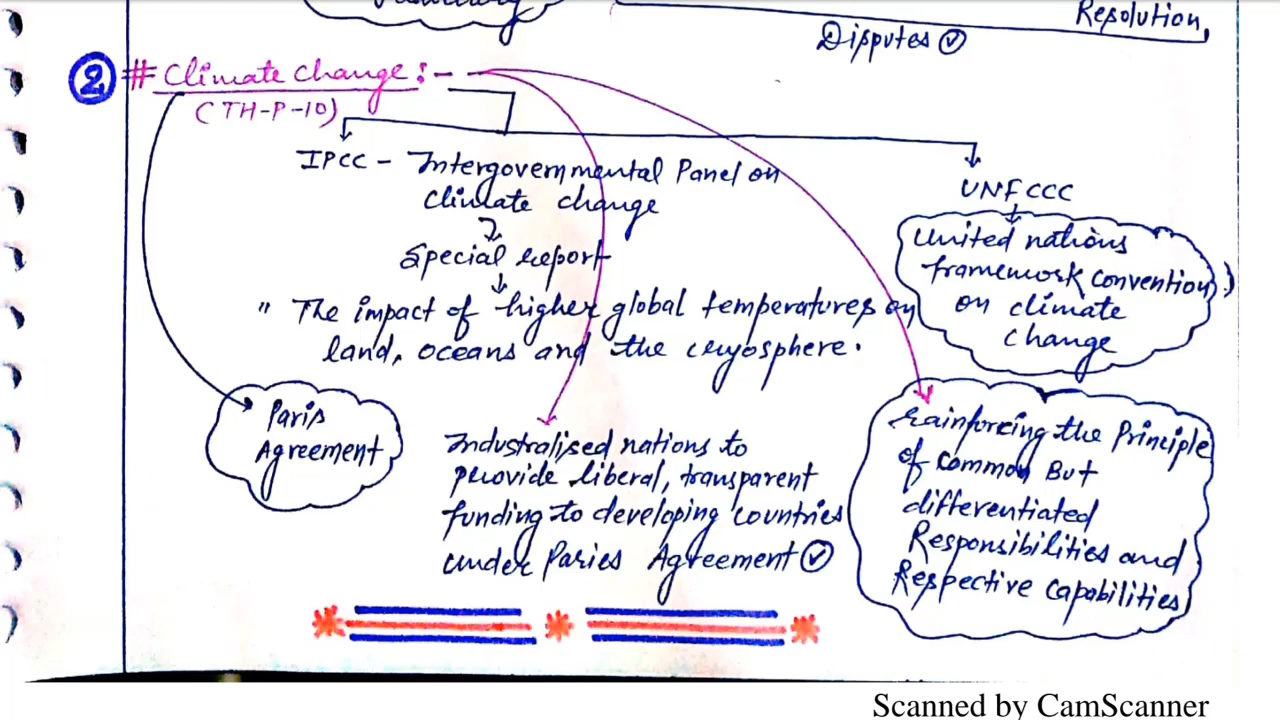 Resolution,
Disputes
2 # Climate change :-
(TH-P-10)
IPCC - Intergovernmental Panel on
climate change
Special report
" The impact of higher global temperatures on
land, oceans and the cryosphere.
UNFCCC
United nations
framework convention
on climate
change
Paris
Agreement
Industralised nations to
provide liberal, transparent
funding to developing countries
under Paries Agreement
rainforcing the Principle
of common But
differentiated
Responsibilities and
Respective Capabilities
Scanned by CamScanner